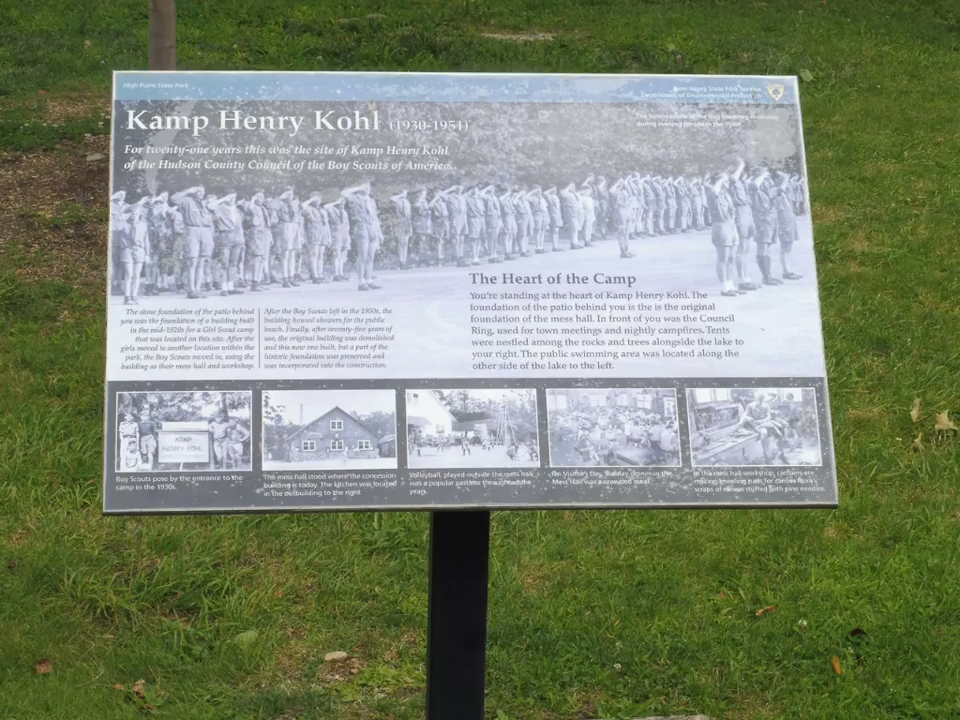 High Point State Park
New Jersey State Park Service
Department of Environmental Protection
Kamp Henry Kohl (1930-1951)
For twenty-one years this was the site of Kamp Henry Kohl
of the Hudson County Council of the Boy Scouts of America.
during evening parade in the 1930s.
The Heart of the Camp
You're standing at the heart of Kamp Henry Kohl. The
foundation of the patio behind you is the is the original
foundation of the mess hall. In front of you was the Council
Ring, used for town meetings and nightly campfires. Tents
were nestled among the rocks and trees alongside the lake to
your right. The public swimming area was located along the
other side of the lake to the left.
The stone foundation of the patio behind
you was the foundation of a building built
in the mid-1920s for a Girl Scout camp
that was located on this site. After the
girls moved to another location within the
park, the Boy Scouts moved in, using the
building as their mess hall and workshop.
After the Boy Scouts left in the 1950s, the
building housed showers for the public
beach. Finally, after seventy-five years of
use, the original building was demolished
and this new one built, but a part of the
historic foundation was preserved and
was incorporated into the construction.
KAMP
HENRY KOHL
Boy Scouts pose by the entrance to the
camp in the 1930s.
The mess hall stood where the concession
building is today. The kitchen was located
in the outbuilding to the right
Volleyball, played outside the mess hall,
was a popular pastime throughout the
years.
On Visitor's Day, Sunday dinner in the
Mess Hall was a crowded meal.
In the mess hall workshop, campers are
making kneeling pads for canoes from
scraps of canvas stuffed with pine needles.